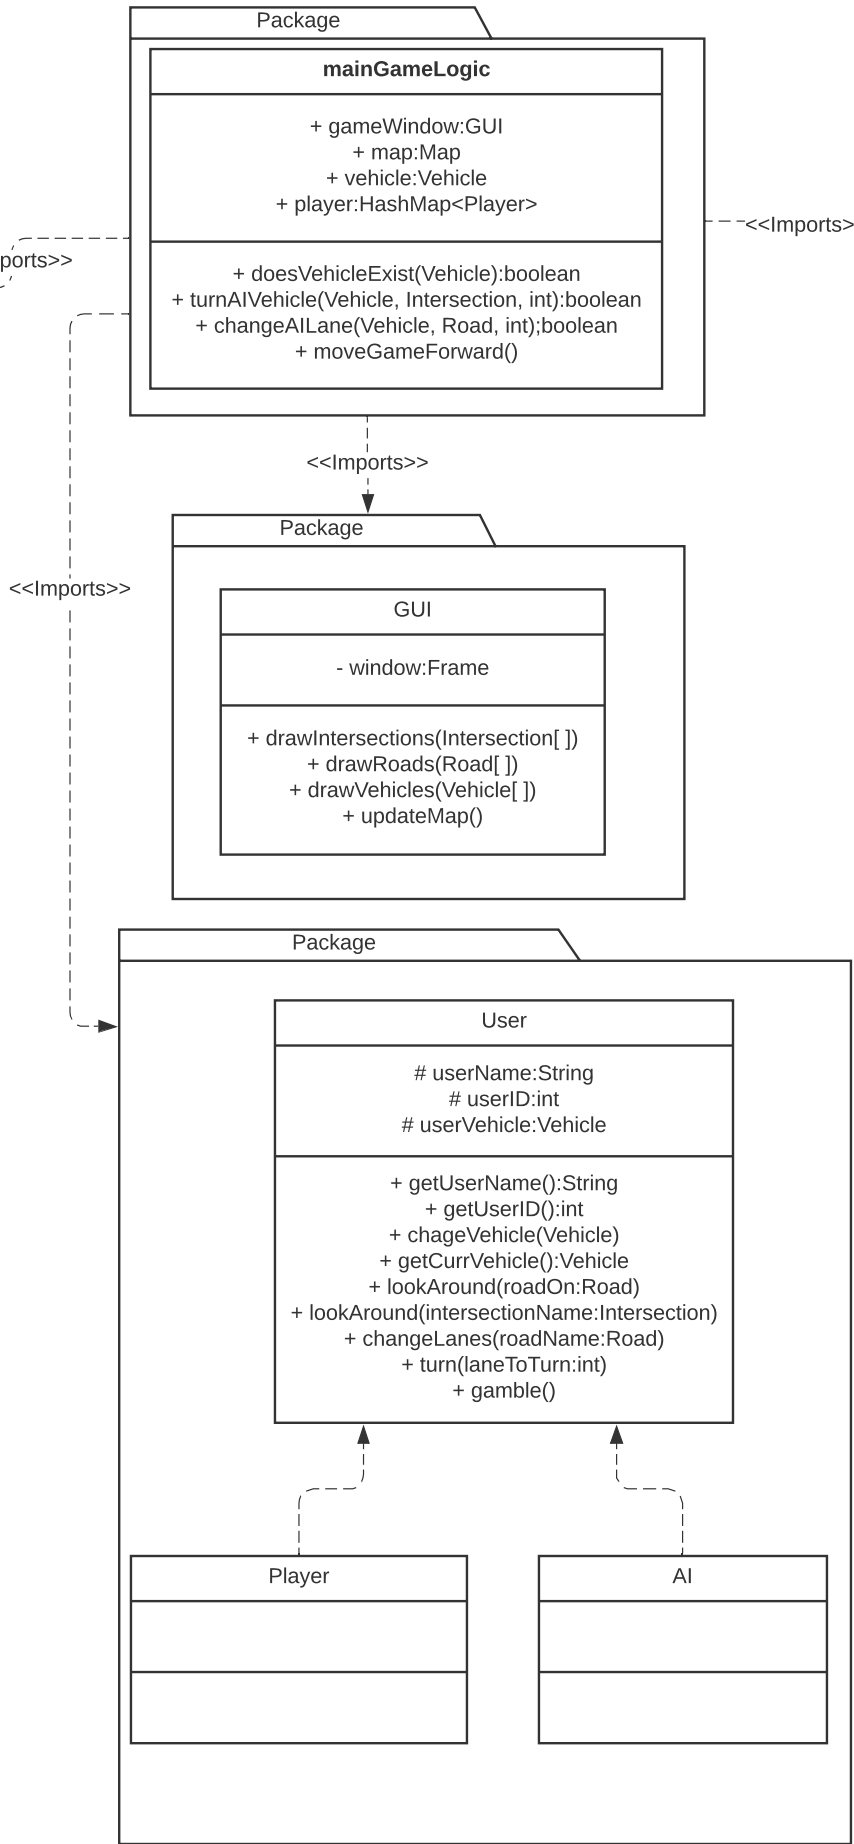 Package
mainGameLogic
+ gameWindow:GUI
+ map:Map
+ vehicle:Vehicle
+ player:HashMap<Player>
+ doesVehicleExist(Vehicle):boolean
+ turnAIVehicle(Vehicle, Intersection, int):boolean
+ changeAILane(Vehicle, Road, int);boolean
+ moveGameForward()
<<Imports>
ports>>
<<Imports>>
Package
<<Imports>>
GUI
- window:Frame
+ drawIntersections(Intersection[ ])
+ drawRoads(Road[ ])
+ drawVehicles(Vehicle[ ])
+ updateMap()
Package
User
# userName:String
# userID:int
# userVehicle:Vehicle
+ getUserName():String
+ getUserID():int
+ chageVehicle(Vehicle)
+ getCurrVehicle():Vehicle
+ lookAround(roadOn:Road)
+ lookAround(intersectionName:Intersection)
+ changeLanes(roadName:Road)
+ turn(laneToTurn:int)
+ gamble()
Player
AI